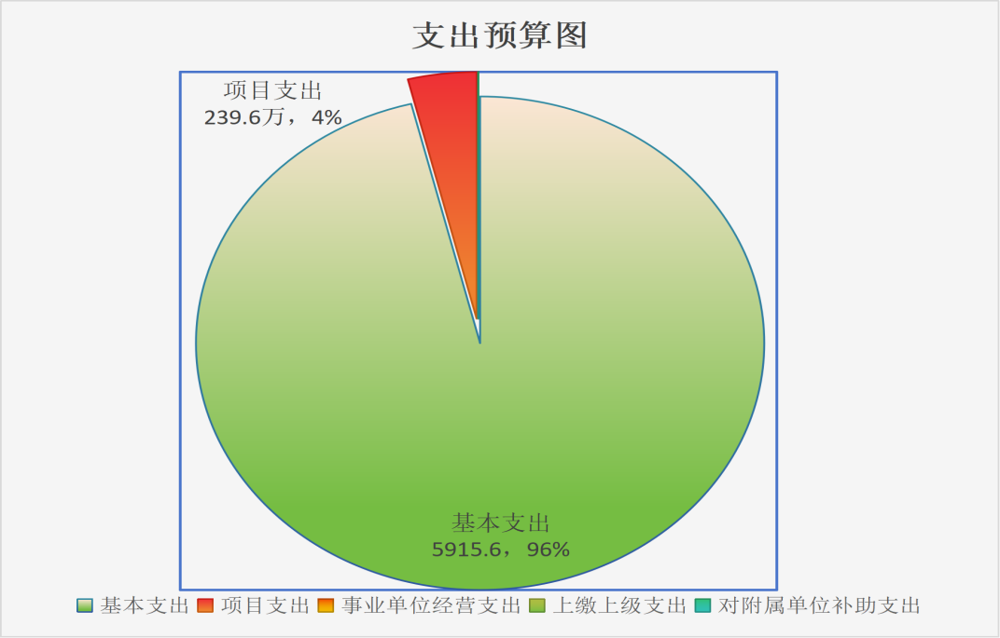 支出预算图
项目支出
239.6万，4%
基本支出
5915.6，96%
基本支出 项目支出 事业单位经营支出 上缴上级支出 对附属单位补助支出